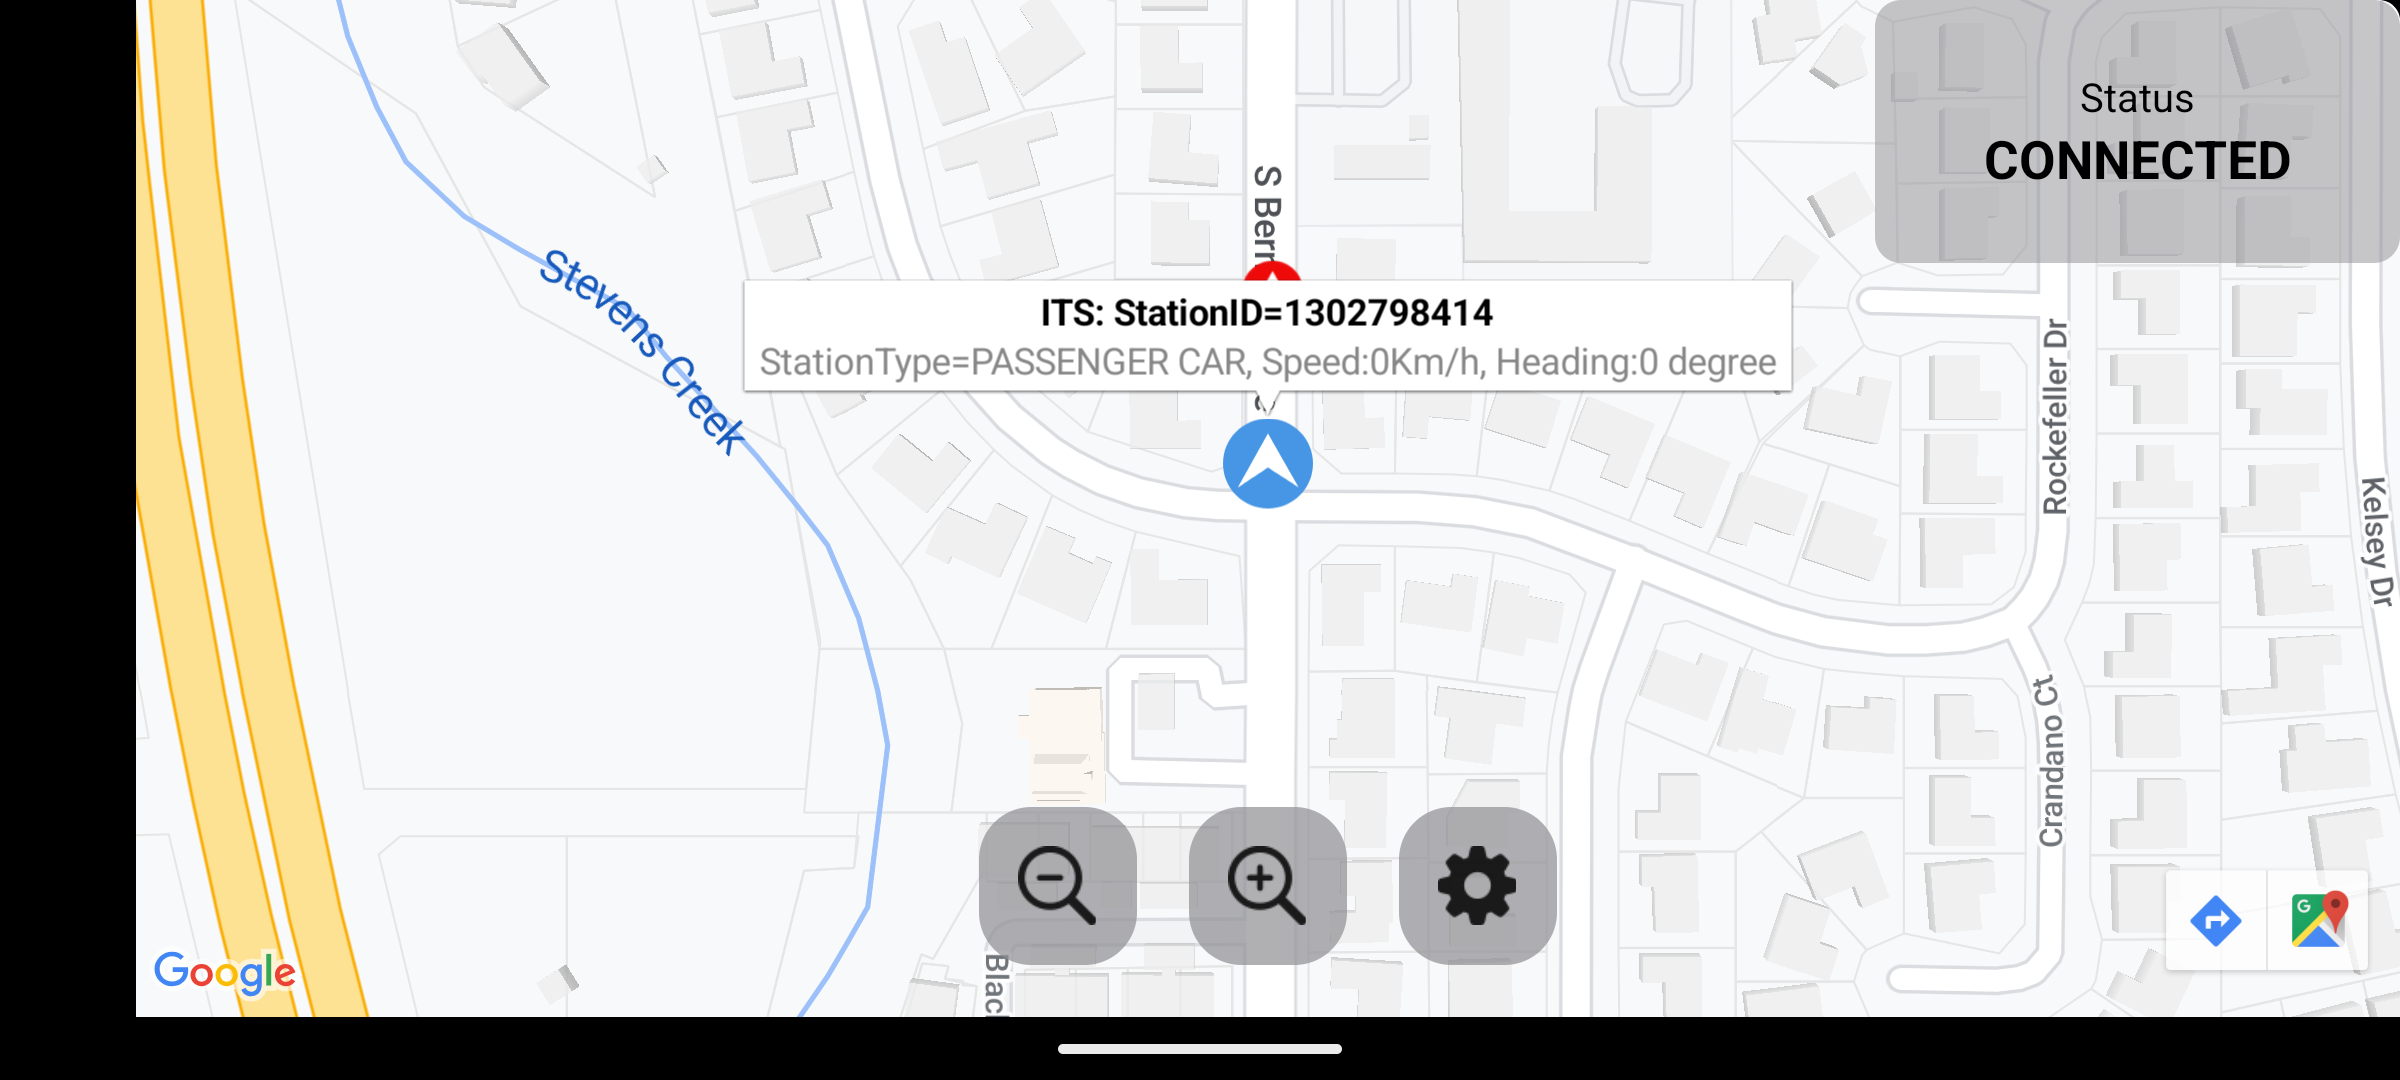 Status
CONNECTED
S Bern
ITS: StationID=1302798414
StationType=PASSENGER CAR, Speed:0Km/h, Heading:0 degree
Stevens Creek
Rockefeller Dr
Kelsey Dr
Crandano Ct
Google
G